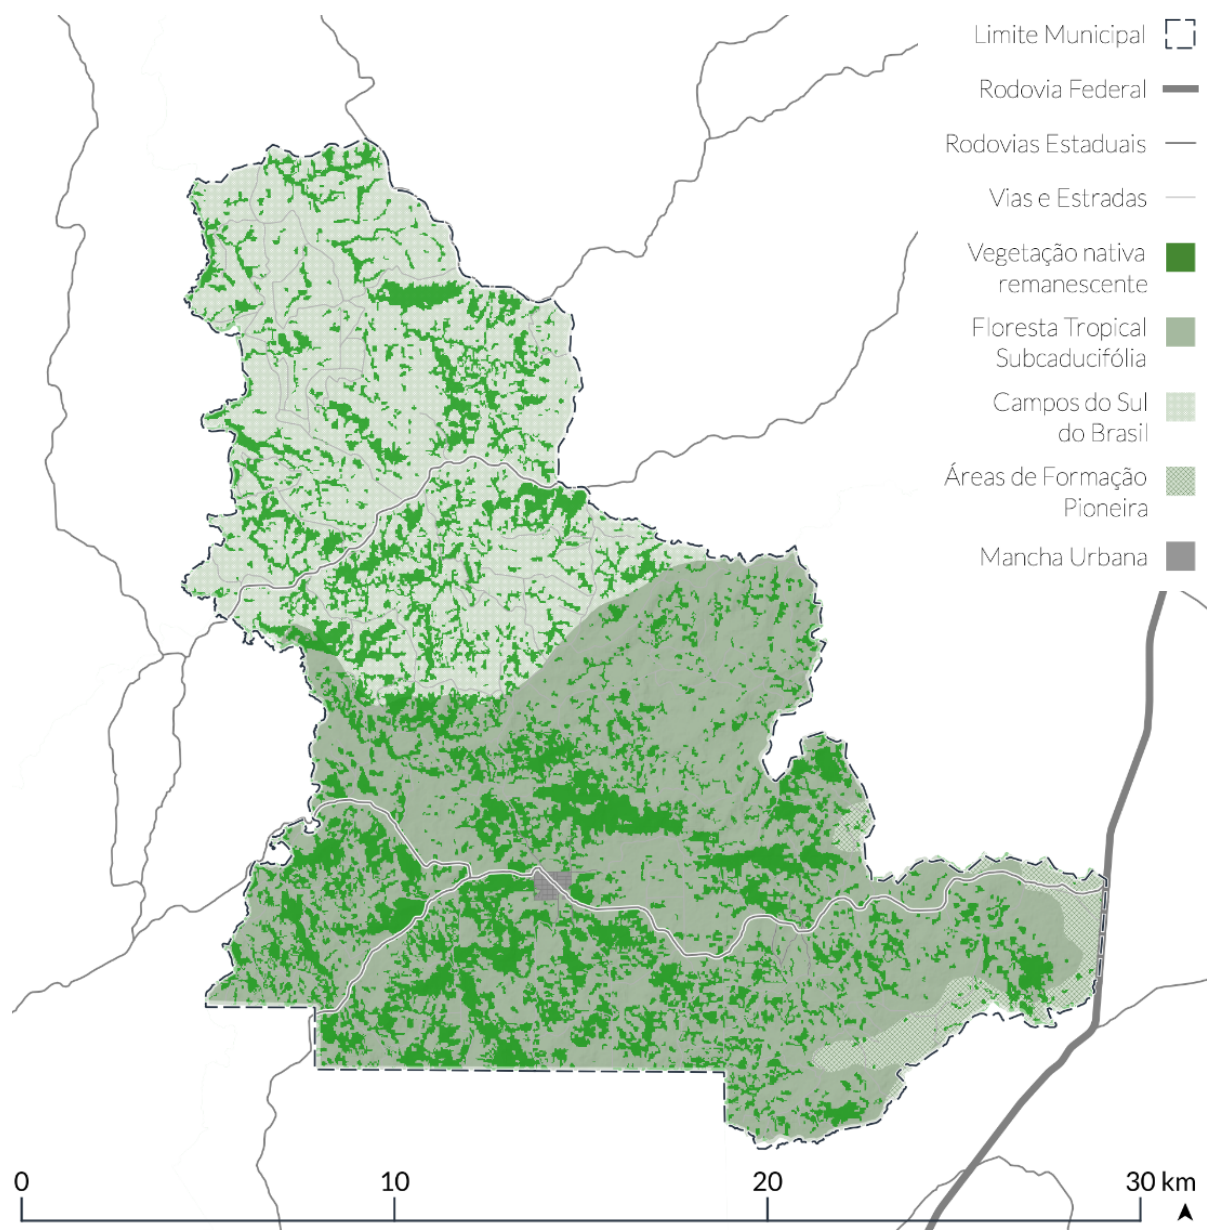 Limite Municipal
Rodovia Federal
Rodovias Estaduais
Vias e Estradas
Vegetação nativa
remanescente
Floresta Tropical
Subcaducifólia
Campos do Sul
do Brasil
Áreas de Formação
Pioneira
Mancha Urbana
0 10 20 30 km